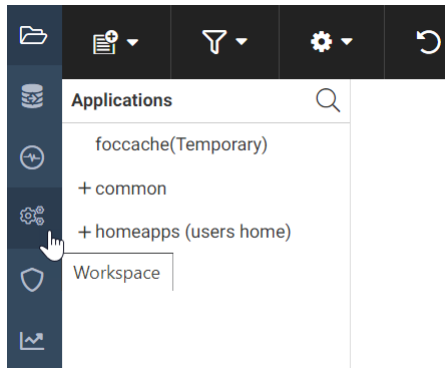 Applications
foccache(Temporary)
+ common
+ homeapps (users home)
Workspace